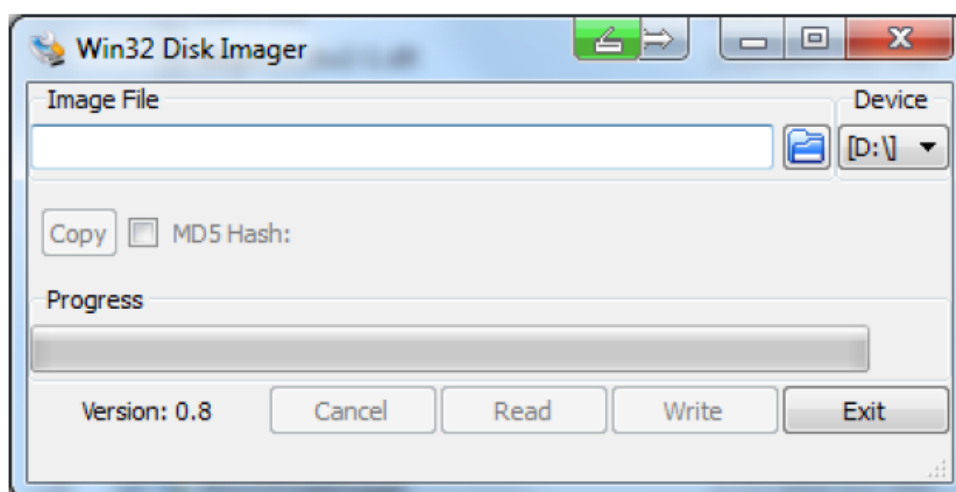 Win32 Disk Imager
Image File
Device
[D:\]
Copy
MD5 Hash:
Progress
Version: 0.8
Cancel
Read
Write
Exit